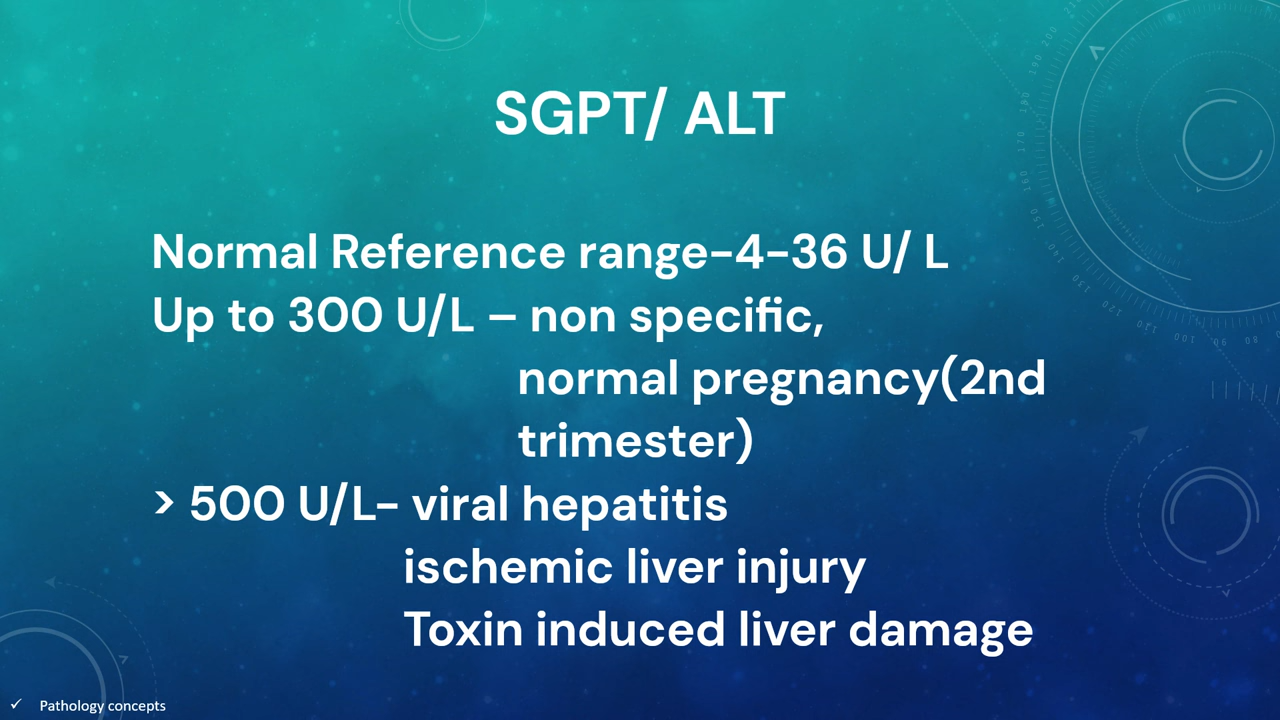 SGPT/ ALT
Normal Reference range-4-36 U/ L
Up to 300 U/L – non specific,
normal pregnancy(2nd
trimester)
> 500 U/L- viral hepatitis
ischemic liver injury
Toxin induced liver damage
✓ Pathology concepts